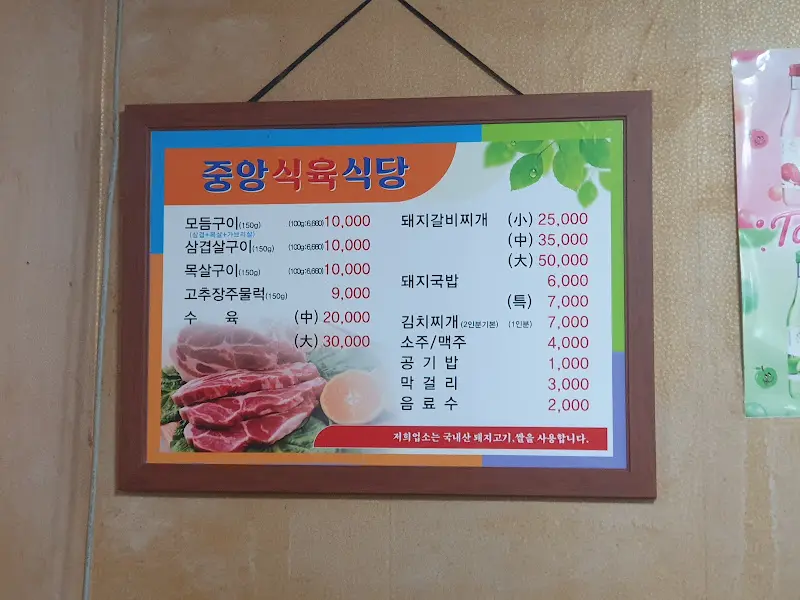 중앙식육식당
모듬구이(150g) (100g:6,660) 10,000
(삼겹+목살+가브리살)
삼겹살구이(150g) (100g:6,660) 10,000
목살구이(150g) (100g:6,660) 10,000
고추장주물럭(150g) 9,000
수 육 (中) 20,000
(大) 30,000
돼지갈비찌개 (小) 25,000
(中) 35,000
(大) 50,000
돼지국밥 6,000
(특) 7,000
김치찌개(2인분기본) (1인분) 7,000
소주/맥주 4,000
공 기 밥 1,000
막 걸 리 3,000
음 료 수 2,000
저희업소는 국내산 돼지고기,쌀을 사용합니다.